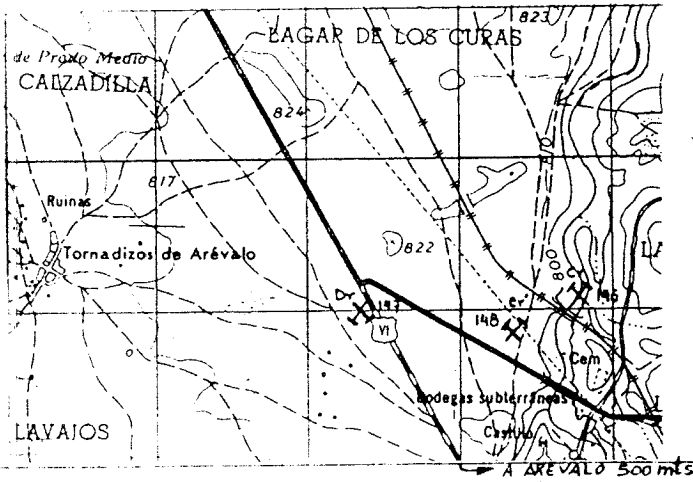 823
LAGAR DE LOS CURAS
de Prado Medio
CALZADILLA
824
817
Ruinas
822
Tornadizos de Arévalo
800
147
146
VI
148
Cem
Bodegas subterráneas
LAVAJOS
Castillo
A AREVALO 500 mts